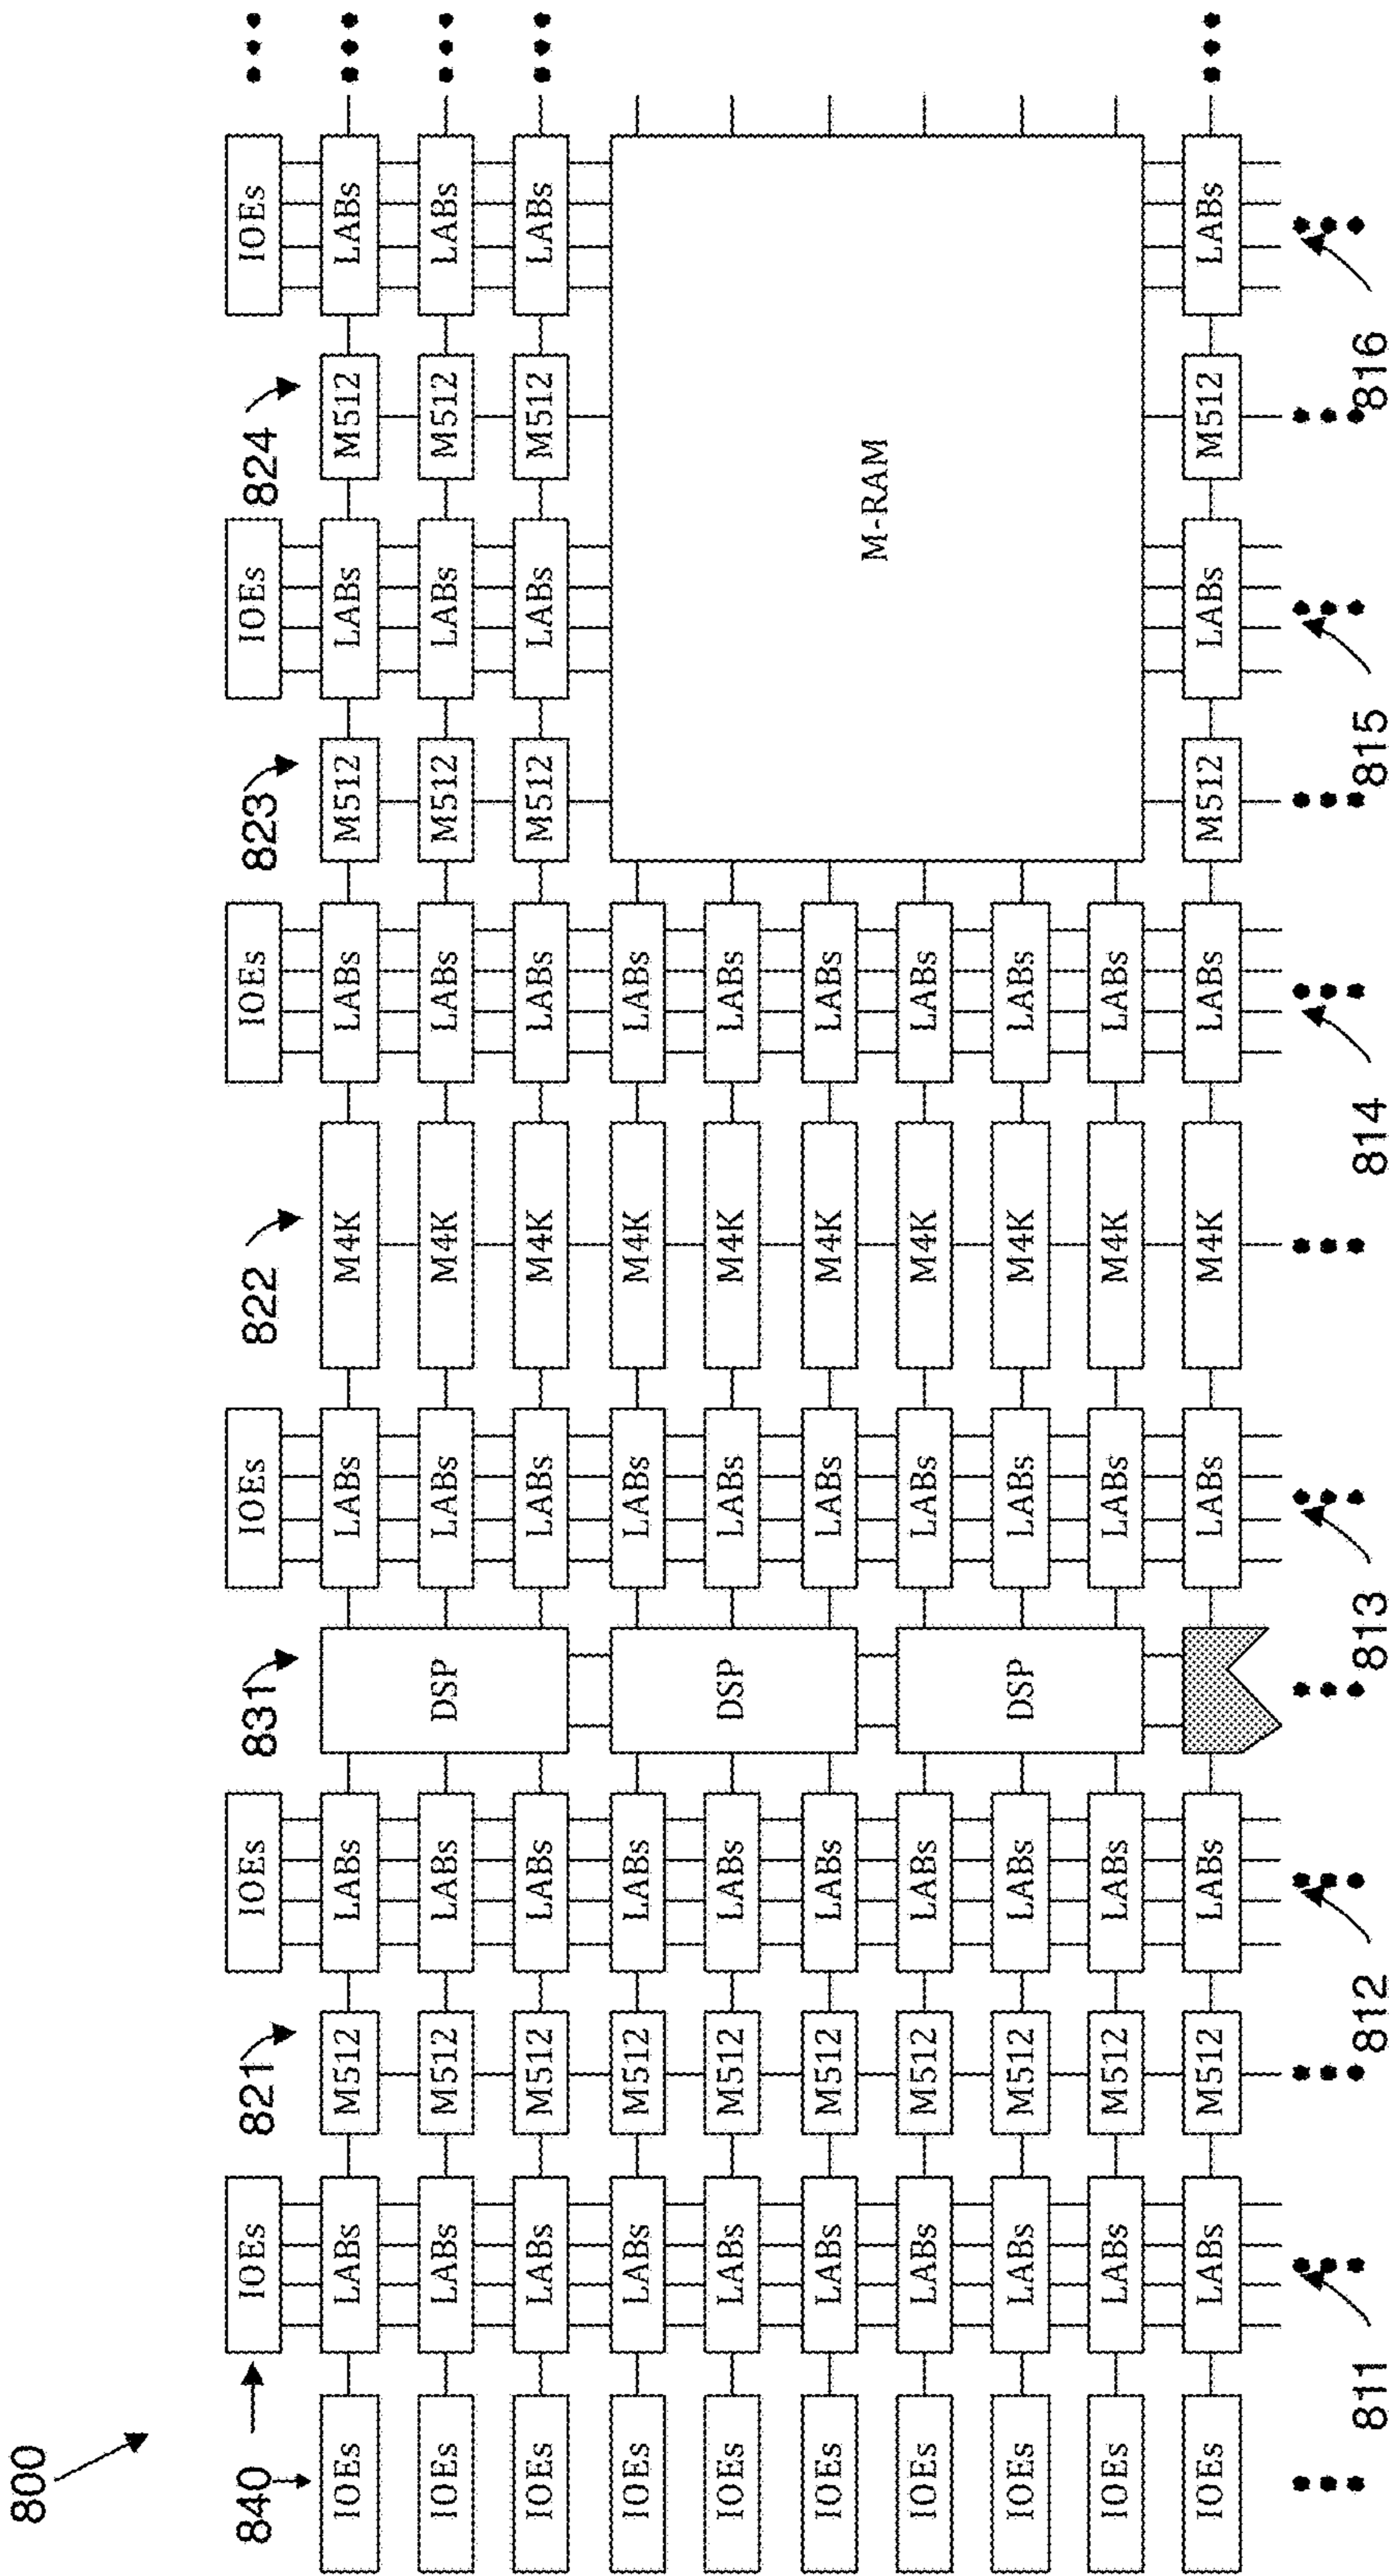 800
840 IOEs 821 IOEs 831 IOEs 822 IOEs 823 IOEs 824 IOEs
IOEs LABs M512 LABs LABs M4K LABs M512 LABs M512 LABs
IOEs LABs M512 LABs DSP LABs M4K LABs M512 LABs M512 LABs
IOEs LABs M512 LABs LABs M4K LABs M512 LABs M512 LABs
IOEs LABs M512 LABs LABs M4K LABs
IOEs LABs M512 LABs DSP LABs M4K LABs
IOEs LABs M512 LABs LABs M4K LABs
M-RAM
IOEs LABs M512 LABs LABs M4K LABs
IOEs LABs M512 LABs DSP LABs M4K LABs
IOEs LABs M512 LABs LABs M4K LABs
IOEs LABs M512 LABs LABs M4K LABs M512 LABs M512 LABs
811 812 813 814 815 816